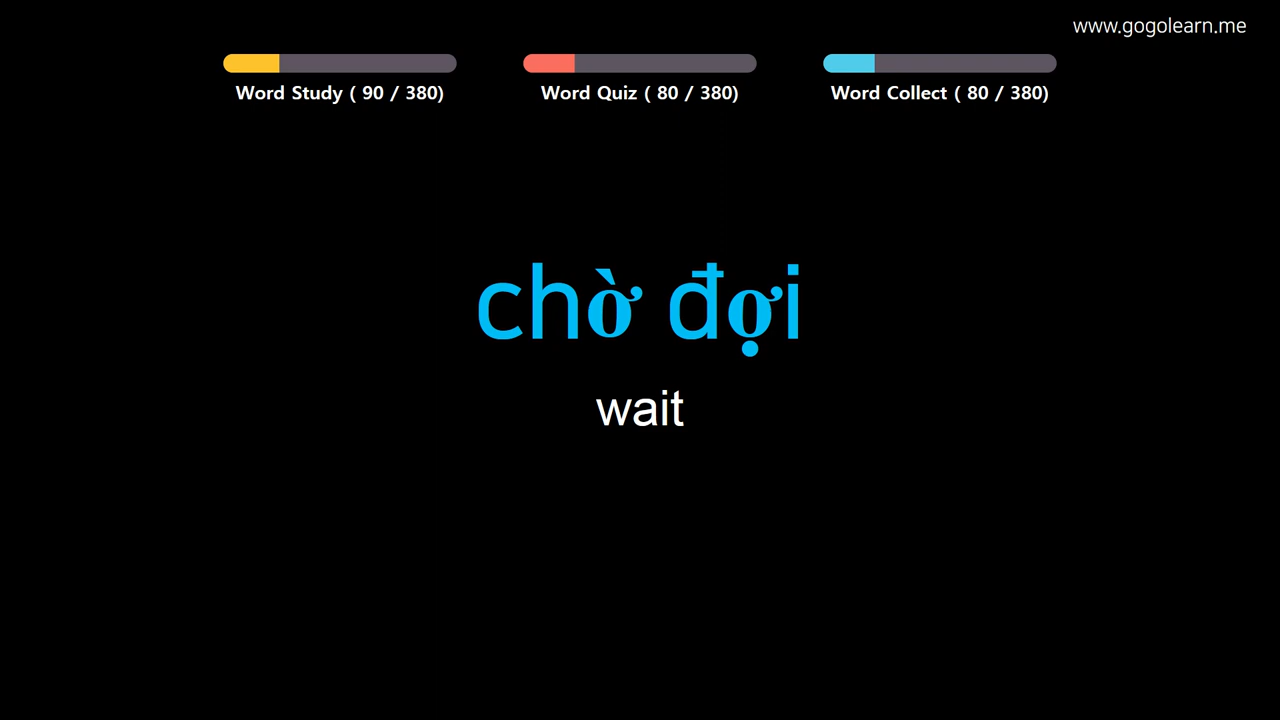 www.gogolearn.me
Word Study ( 90 / 380)
Word Quiz ( 80 / 380)
Word Collect ( 80 / 380)
chờ đợi
wait